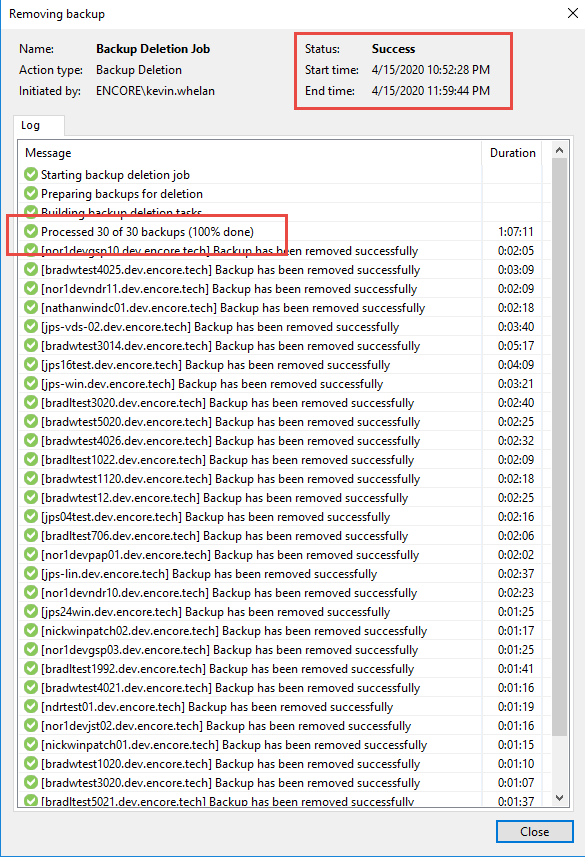 Removing backup
Name: Backup Deletion Job Status: Success
Action type: Backup Deletion Start time: 4/15/2020 10:52:28 PM
Initiated by: ENCORE\kevin.whelan End time: 4/15/2020 11:59:44 PM
Log
Message Duration
Starting backup deletion job
Preparing backups for deletion
Building backup deletion tasks
Processed 30 of 30 backups (100% done) 1:07:11
[nor1devgsp10.dev.encore.tech] Backup has been removed successfully 0:02:05
[bradwtest4025.dev.encore.tech] Backup has been removed successfully 0:03:09
[nor1devndr11.dev.encore.tech] Backup has been removed successfully 0:02:09
[nathanwindc01.dev.encore.tech] Backup has been removed successfully 0:02:18
[jps-vds-02.dev.encore.tech] Backup has been removed successfully 0:03:40
[bradwtest3014.dev.encore.tech] Backup has been removed successfully 0:05:17
[jps16test.dev.encore.tech] Backup has been removed successfully 0:04:09
[jps-win.dev.encore.tech] Backup has been removed successfully 0:03:21
[bradltest3020.dev.encore.tech] Backup has been removed successfully 0:02:40
[bradwtest5020.dev.encore.tech] Backup has been removed successfully 0:02:25
[bradwtest4026.dev.encore.tech] Backup has been removed successfully 0:02:32
[bradltest1022.dev.encore.tech] Backup has been removed successfully 0:02:09
[bradwtest1120.dev.encore.tech] Backup has been removed successfully 0:02:18
[bradwtest12.dev.encore.tech] Backup has been removed successfully 0:02:25
[jps04test.dev.encore.tech] Backup has been removed successfully 0:02:16
[bradltest706.dev.encore.tech] Backup has been removed successfully 0:02:06
[nor1devpap01.dev.encore.tech] Backup has been removed successfully 0:02:02
[jps-lin.dev.encore.tech] Backup has been removed successfully 0:02:37
[nor1devndr10.dev.encore.tech] Backup has been removed successfully 0:02:23
[jps24win.dev.encore.tech] Backup has been removed successfully 0:01:25
[nickwinpatch02.dev.encore.tech] Backup has been removed successfully 0:01:17
[nor1devgsp03.dev.encore.tech] Backup has been removed successfully 0:01:25
[bradltest1992.dev.encore.tech] Backup has been removed successfully 0:01:41
[bradwtest4021.dev.encore.tech] Backup has been removed successfully 0:01:16
[ndrtest01.dev.encore.tech] Backup has been removed successfully 0:01:29
[nor1devjst02.dev.encore.tech] Backup has been removed successfully 0:01:16
[nickwinpatch01.dev.encore.tech] Backup has been removed successfully 0:01:15
[bradwtest1020.dev.encore.tech] Backup has been removed successfully 0:01:10
[bradwtest3020.dev.encore.tech] Backup has been removed successfully 0:01:07
[bradltest5021.dev.encore.tech] Backup has been removed successfully 0:01:37
Close